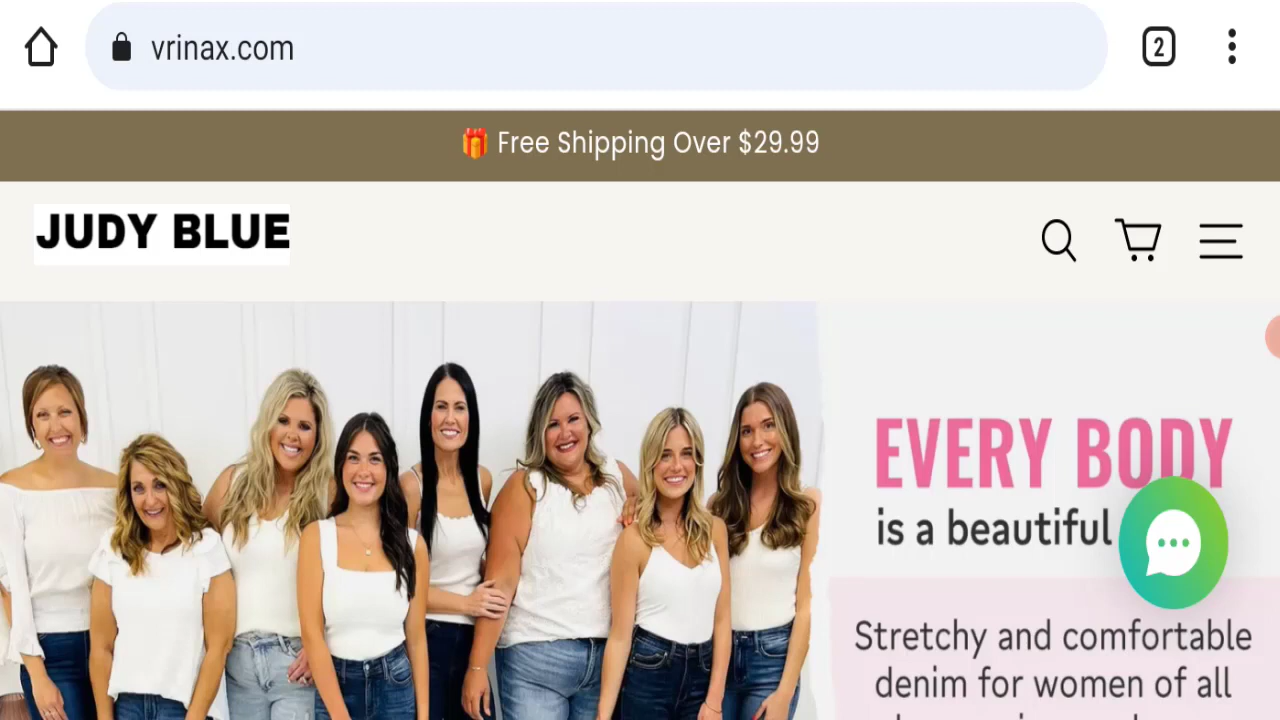 vrinax.com
2
🎁 Free Shipping Over $29.99
JUDY BLUE
EVERY BODY
is a beautiful
Stretchy and comfortable
denim for women of all